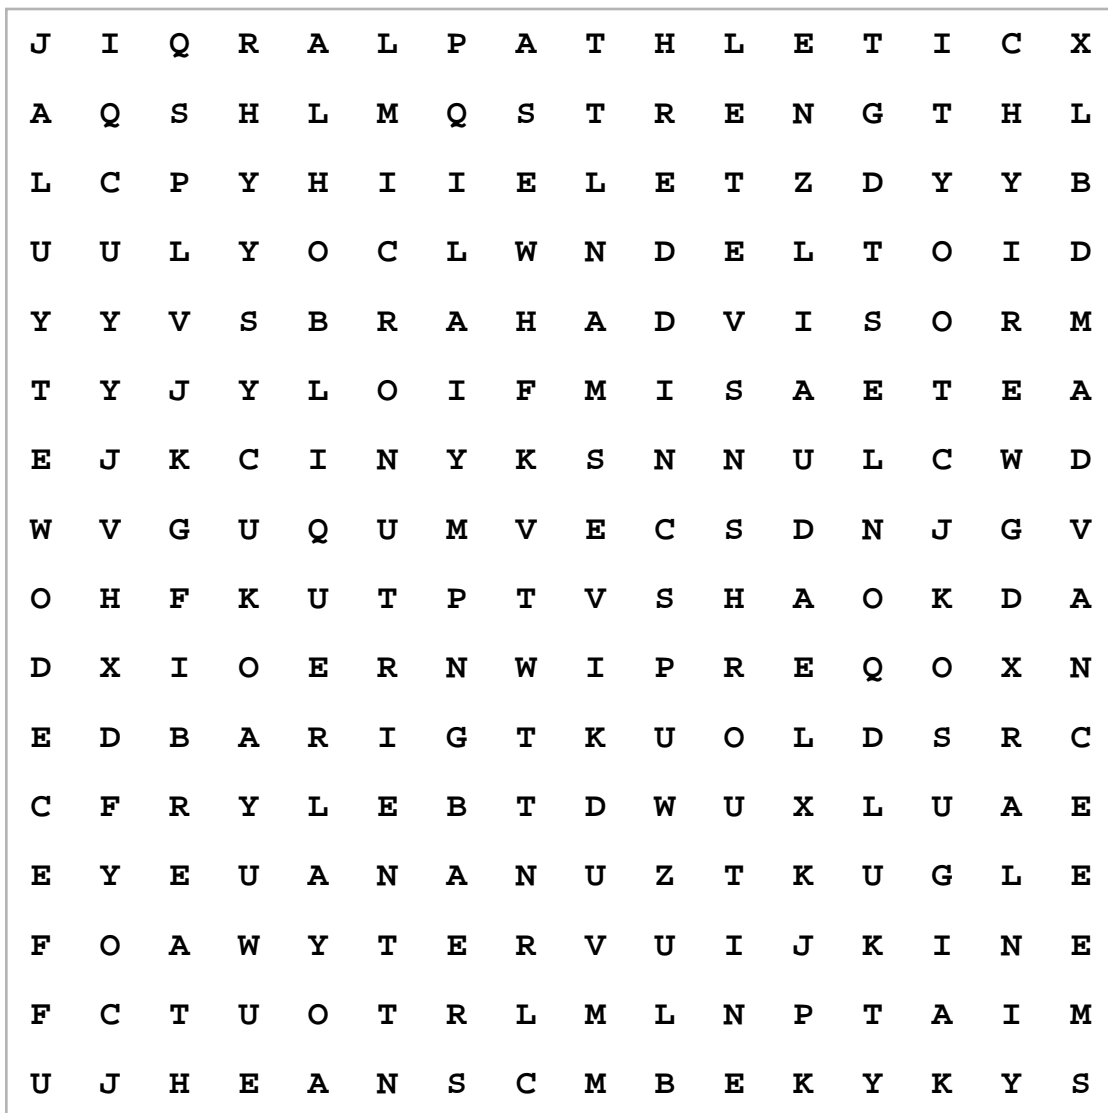 J I Q R A L P A T H L E T I C X
A Q S H L M Q S T R E N G T H L
L C P Y H I I E L E T Z D Y Y B
U U L Y O C L W N D E L T O I D
Y Y V S B R A H A D V I S O R M
T Y J Y L O I F M I S A E T E A
E J K C I N Y K S N N U L C W D
W V G U Q U M V E C S D N J G V
O H F K U T P T V S H A O K D A
D X I O E R N W I P R E Q O X N
E D B A R I G T K U O L D S R C
C F R Y L E B T D W U X L U A E
E Y E U A N A N U Z T K U G L E
F O A W Y T E R V U I J K I N E
F C T U O T R L M L N P T A I M
U J H E A N S C M B E K Y K Y S